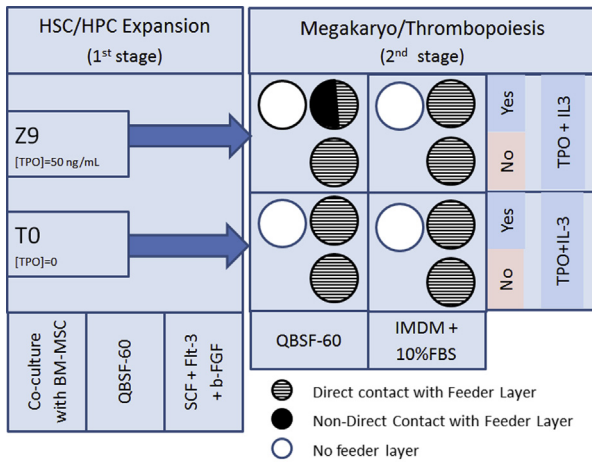 HSC/HPC Expansion
(1st stage)
Megakaryo/Thrombopoiesis
(2nd stage)
Z9
[TPO]=50 ng/mL
T0
[TPO]=0
Yes
No
TPO + IL3
Yes
No
TPO+IL-3
Co-culture
with BM-MSC
QBSF-60
SCF + Flt-3
+ b-FGF
QBSF-60
IMDM +
10%FBS
Direct contact with Feeder Layer
Non-Direct Contact with Feeder Layer
No feeder layer